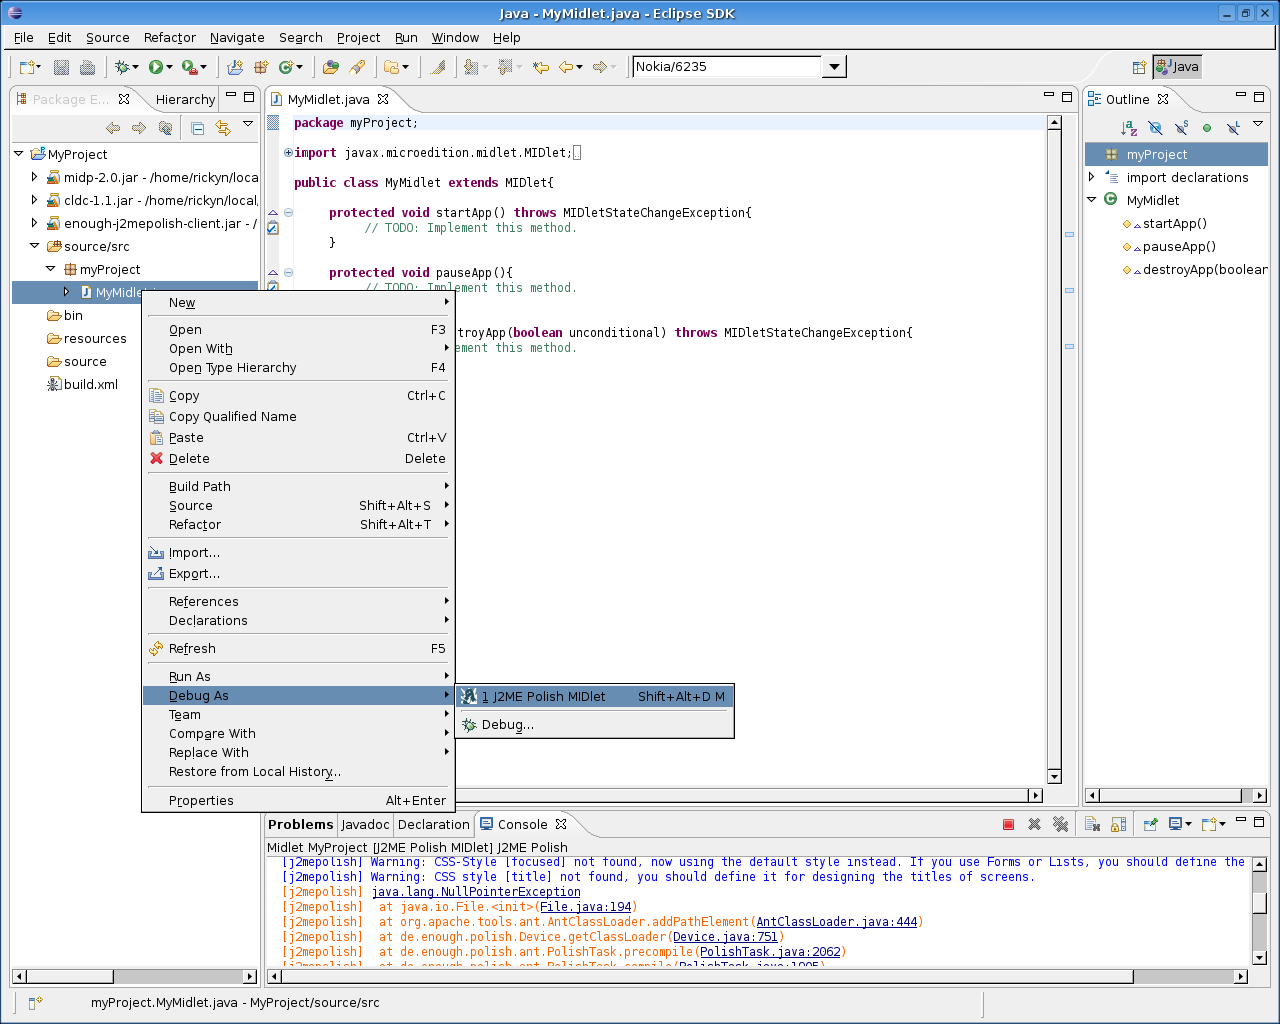 Java - MyMidlet.java - Eclipse SDK
File Edit Source Refactor Navigate Search Project Run Window Help
Nokia/6235
Java
Package E...
Hierarchy
MyProject
midp-2.0.jar - /home/rickyn/loca
cldc-1.1.jar - /home/rickyn/local,
enough-j2mepolish-client.jar - /
source/src
myProject
MyMidlet
bin
resources
source
build.xml
MyMidlet.java
package myProject;
import javax.microedition.midlet.MIDlet;
public class MyMidlet extends MIDlet{
protected void startApp() throws MIDletStateChangeException{
// TODO: Implement this method.
}
protected void pauseApp(){
// TODO: Implement this method.
troyApp(boolean unconditional) throws MIDletStateChangeException{
ement this method.
Outline
myProject
import declarations
MyMidlet
startApp()
pauseApp()
destroyApp(boolean
New
Open F3
Open With
Open Type Hierarchy F4
Copy Ctrl+C
Copy Qualified Name
Paste Ctrl+V
Delete Delete
Build Path
Source Shift+Alt+S
Refactor Shift+Alt+T
Import...
Export...
References
Declarations
Refresh F5
Run As
Debug As
Team
Compare With
Replace With
Restore from Local History...
Properties Alt+Enter
1 J2ME Polish MIDlet Shift+Alt+D M
Debug...
Problems Javadoc Declaration Console
Midlet MyProject [J2ME Polish MIDlet] J2ME Polish
[j2mepolish] Warning: CSS-Style [focused] not found, now using the default style instead. If you use Forms or Lists, you should define the
[j2mepolish] Warning: CSS style [title] not found, you should define it for designing the titles of screens.
[j2mepolish] java.lang.NullPointerException
[j2mepolish] at java.io.File.<init>(File.java:194)
[j2mepolish] at org.apache.tools.ant.AntClassLoader.addPathElement(AntClassLoader.java:444)
[j2mepolish] at de.enough.polish.Device.getClassLoader(Device.java:751)
[j2mepolish] at de.enough.polish.ant.PolishTask.precompile(PolishTask.java:2062)
[j2mepolish] at de.enough.polish.ant.PolishTask.compile(PolishTask.java:1905)
myProject.MyMidlet.java - MyProject/source/src